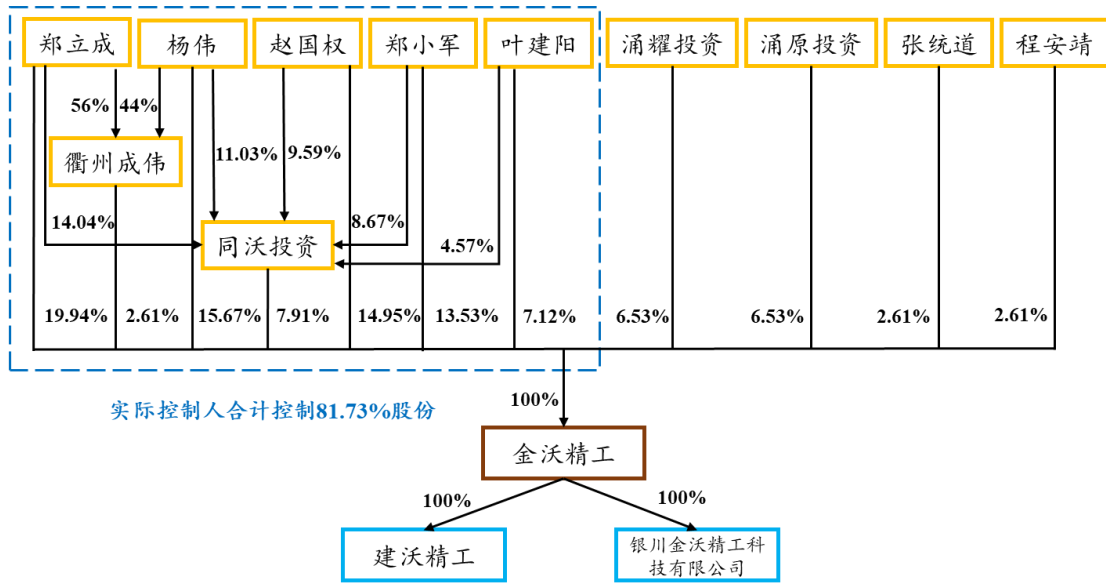 郑立成
杨伟
赵国权
郑小军
叶建阳
涌耀投资
涌原投资
张统道
程安靖
56%
44%
衢州成伟
11.03%
9.59%
14.04%
8.67%
同沃投资
4.57%
19.94%
2.61%
15.67%
7.91%
14.95%
13.53%
7.12%
6.53%
6.53%
2.61%
2.61%
实际控制人合计控制81.73%股份
100%
金沃精工
100%
100%
建沃精工
银川金沃精工科
技有限公司